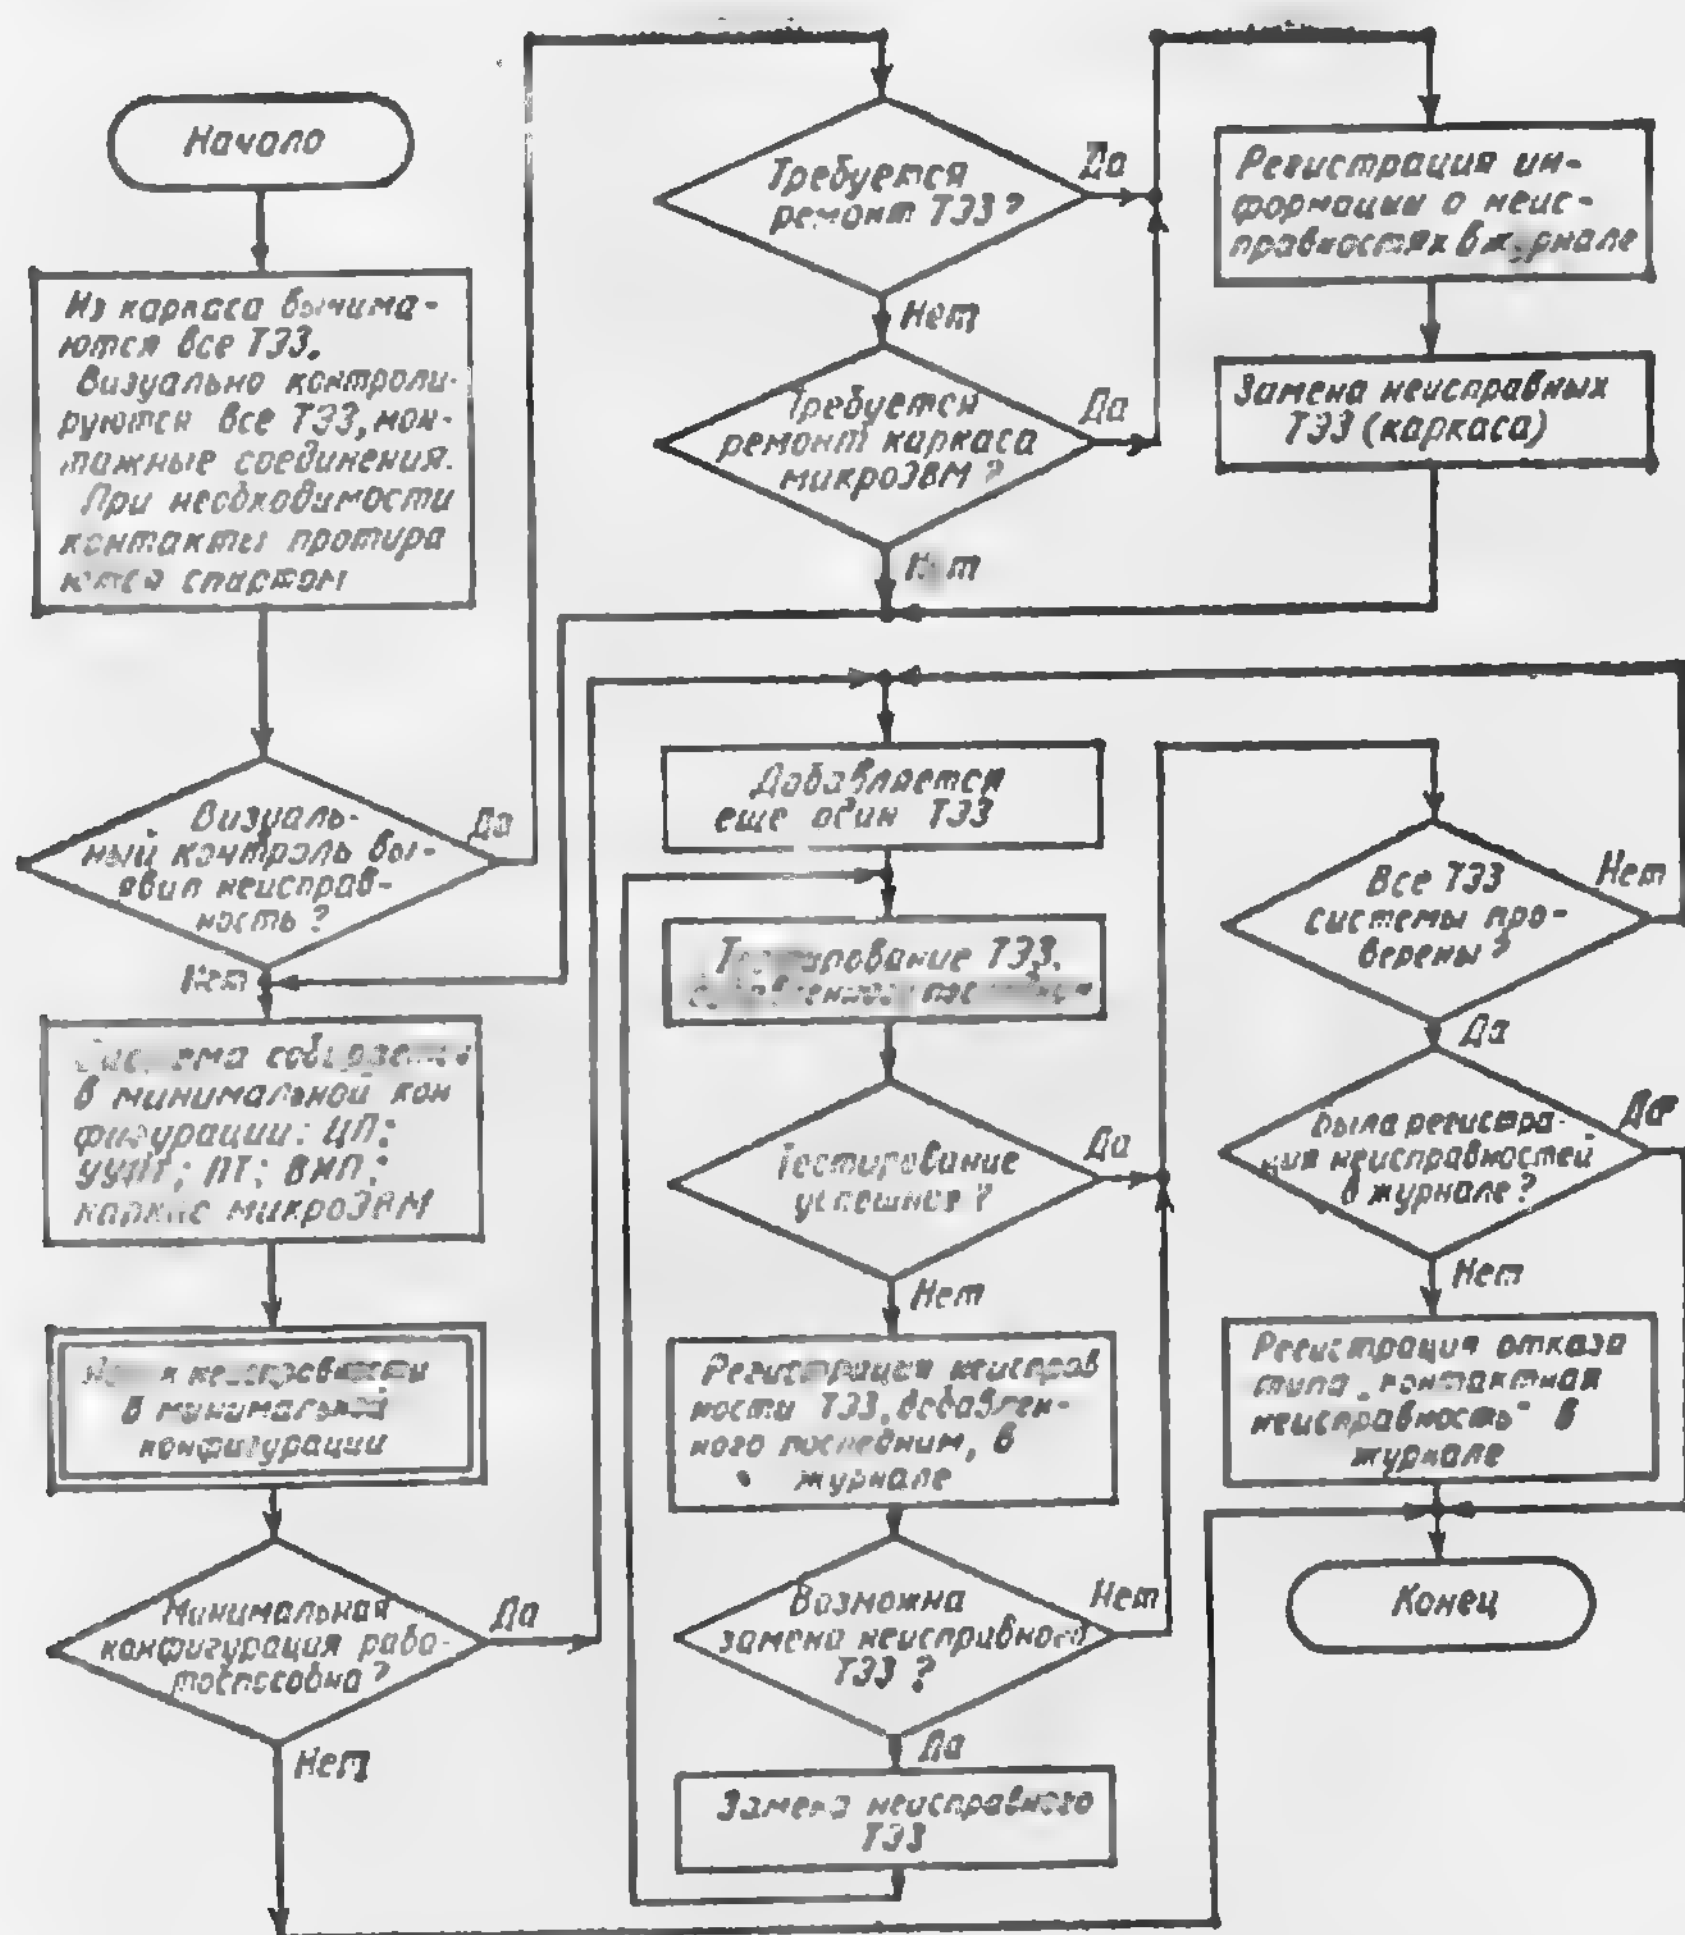 Начало
Из каркаса вынима-
ются все ТЭЗ.
Визуально контроли-
руются все ТЭЗ, мон-
тажные соединения.
При необходимости
контакты протира
ются спиртом
Визуаль-
ный контроль вы-
явил неисправ-
ность?
Да
Нет
в минимальной кон
фигурации: ЦП;
ПТ; ВКП;
каркас микроЭВМ
неисправности
в минимальной
конфигурации
Минимальная
конфигурация рабо-
тоспособна?
Да
Нет
Требуется
ремонт ТЭЗ?
Да
Нет
Требуется
ремонт каркаса
микроЭВМ?
Да
Нет
Регистрация ин-
формации о неис-
правностях в журнале
Замена неисправных
ТЭЗ (каркаса)
Добавляется
еще один ТЭЗ
Тестирование ТЭЗ,
Тестирование
успешное?
Да
Нет
Регистрация неисправ
ности ТЭЗ, добавлен-
ного последним, в
журнале
Возможна
замена неисправного
ТЭЗ?
Нет
Да
Замена неисправного
ТЭЗ
Все ТЭЗ
системы про-
верены?
Нет
Да
Была регистра-
ция неисправностей
в журнале?
Да
Нет
Регистрация отказа
типа „контактная
неисправность" в
журнале
Конец